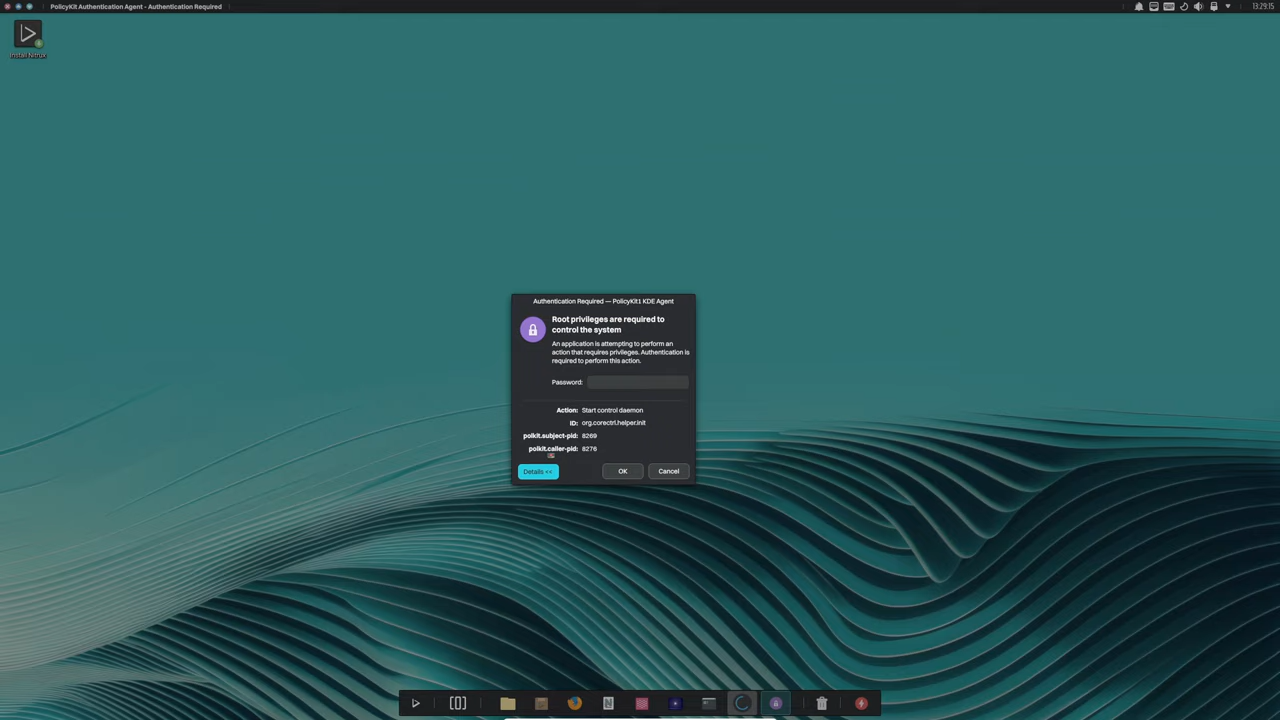 PolicyKit Authentication Agent - Authentication Required
13:29:15
Install Nitrux
Authentication Required — PolicyKit1 KDE Agent
Root privileges are required to
control the system
An application is attempting to perform an
action that requires privileges. Authentication is
required to perform this action.
Password:
Action: Start control daemon
ID: org.corectrl.helper.init
polkit.subject-pid: 8269
polkit.caller-pid: 8276
Details <<
OK
Cancel